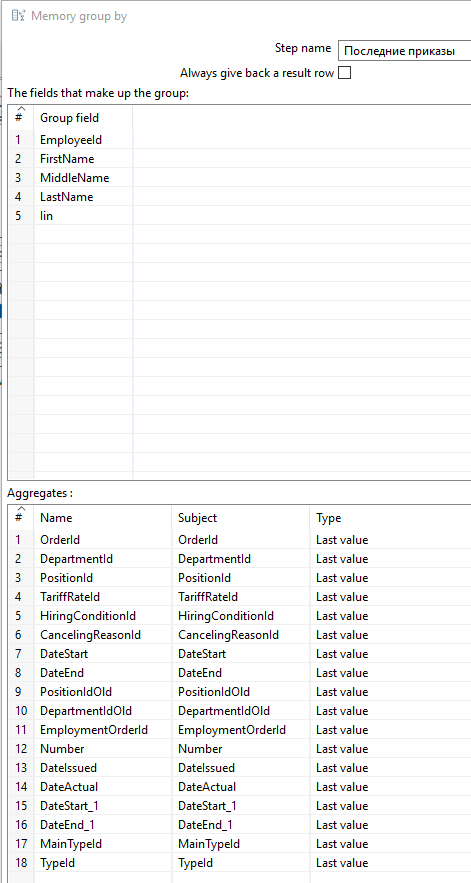 Memory group by
Step name Последние приказы
Always give back a result row
The fields that make up the group:
# Group field
1 EmployeeId
2 FirstName
3 MiddleName
4 LastName
5 Iin
Aggregates :
# Name Subject Type
1 OrderId OrderId Last value
2 DepartmentId DepartmentId Last value
3 PositionId PositionId Last value
4 TariffRateId TariffRateId Last value
5 HiringConditionId HiringConditionId Last value
6 CancelingReasonId CancelingReasonId Last value
7 DateStart DateStart Last value
8 DateEnd DateEnd Last value
9 PositionIdOld PositionIdOld Last value
10 DepartmentIdOld DepartmentIdOld Last value
11 EmploymentOrderId EmploymentOrderId Last value
12 Number Number Last value
13 DateIssued DateIssued Last value
14 DateActual DateActual Last value
15 DateStart_1 DateStart_1 Last value
16 DateEnd_1 DateEnd_1 Last value
17 MainTypeId MainTypeId Last value
18 TypeId TypeId Last value